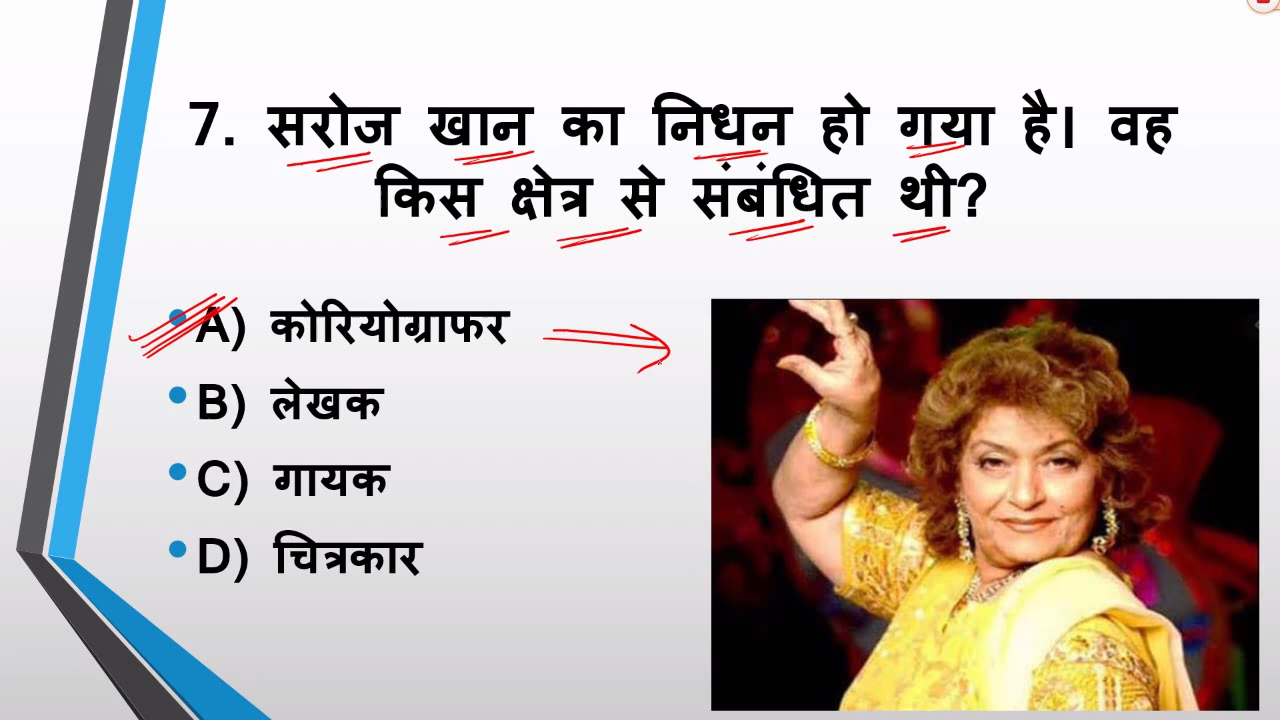 7. सरोज खान का निधन हो गया है। वह
किस क्षेत्र से संबंधित थी?
A) कोरियोग्राफर
B) लेखक
C) गायक
D) चित्रकार